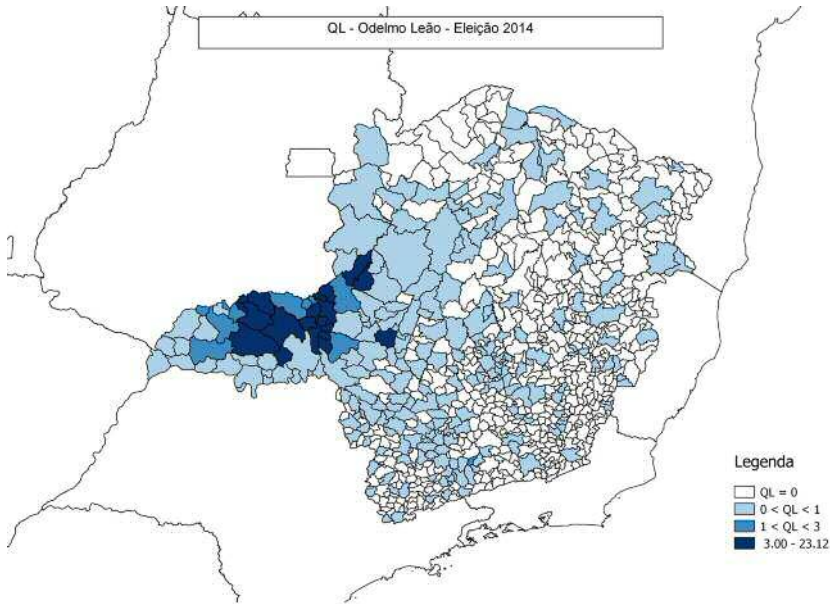 QL - Odelmo Leão - Eleição 2014
Legenda
QL = 0
0 < QL < 1
1 < QL < 3
3.00 - 23.12